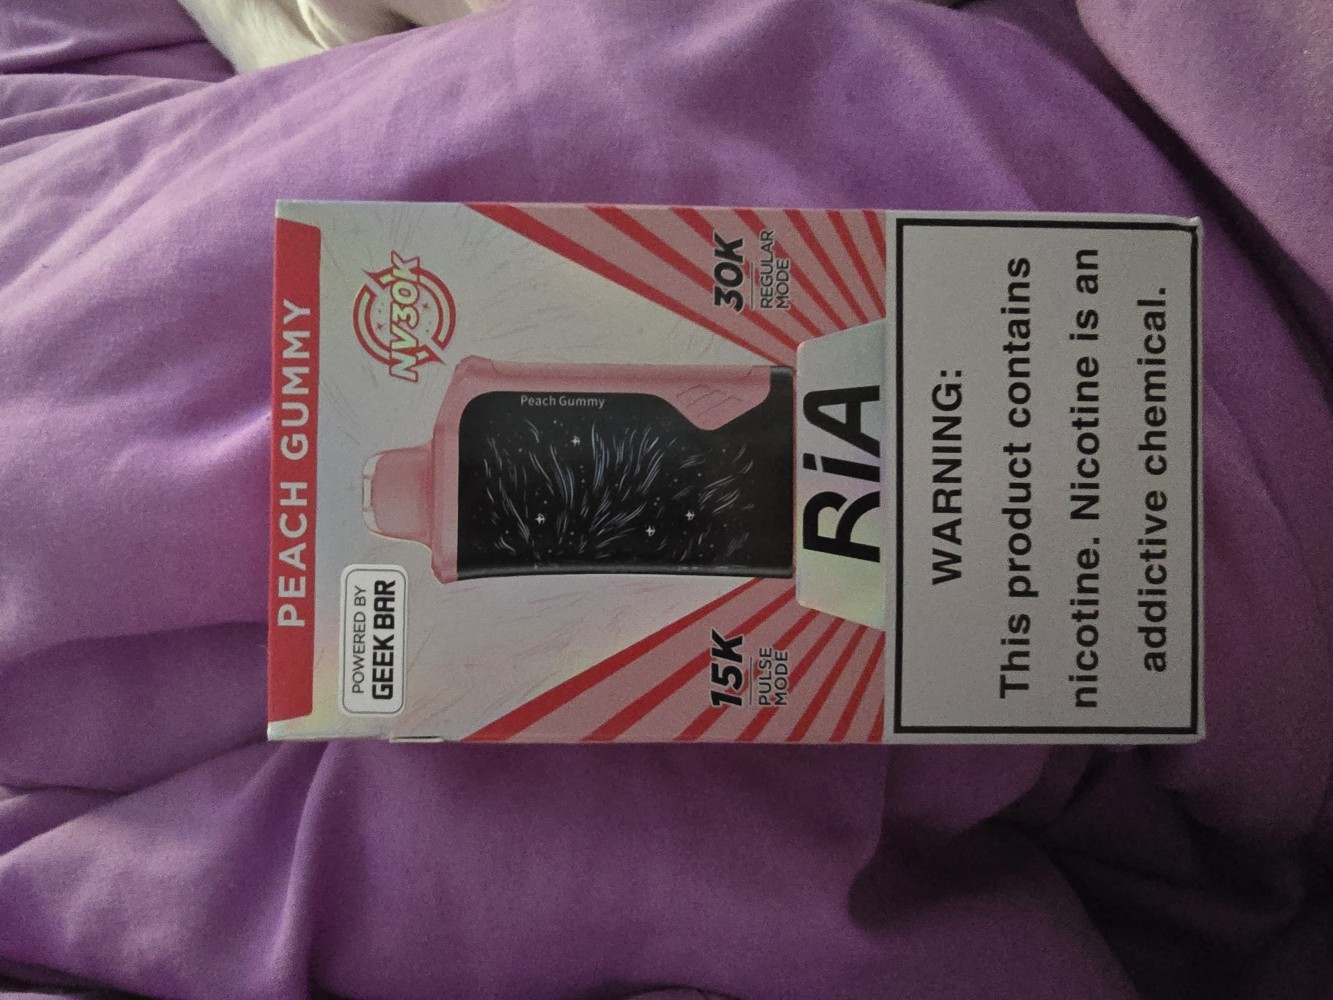 PEACH GUMMY
POWERED BY
GEEK BAR
NV30K
Peach Gummy
15K
PULSE
MODE
30K
REGULAR
MODE
RiA
WARNING:
This product contains
nicotine. Nicotine is an
addictive chemical.